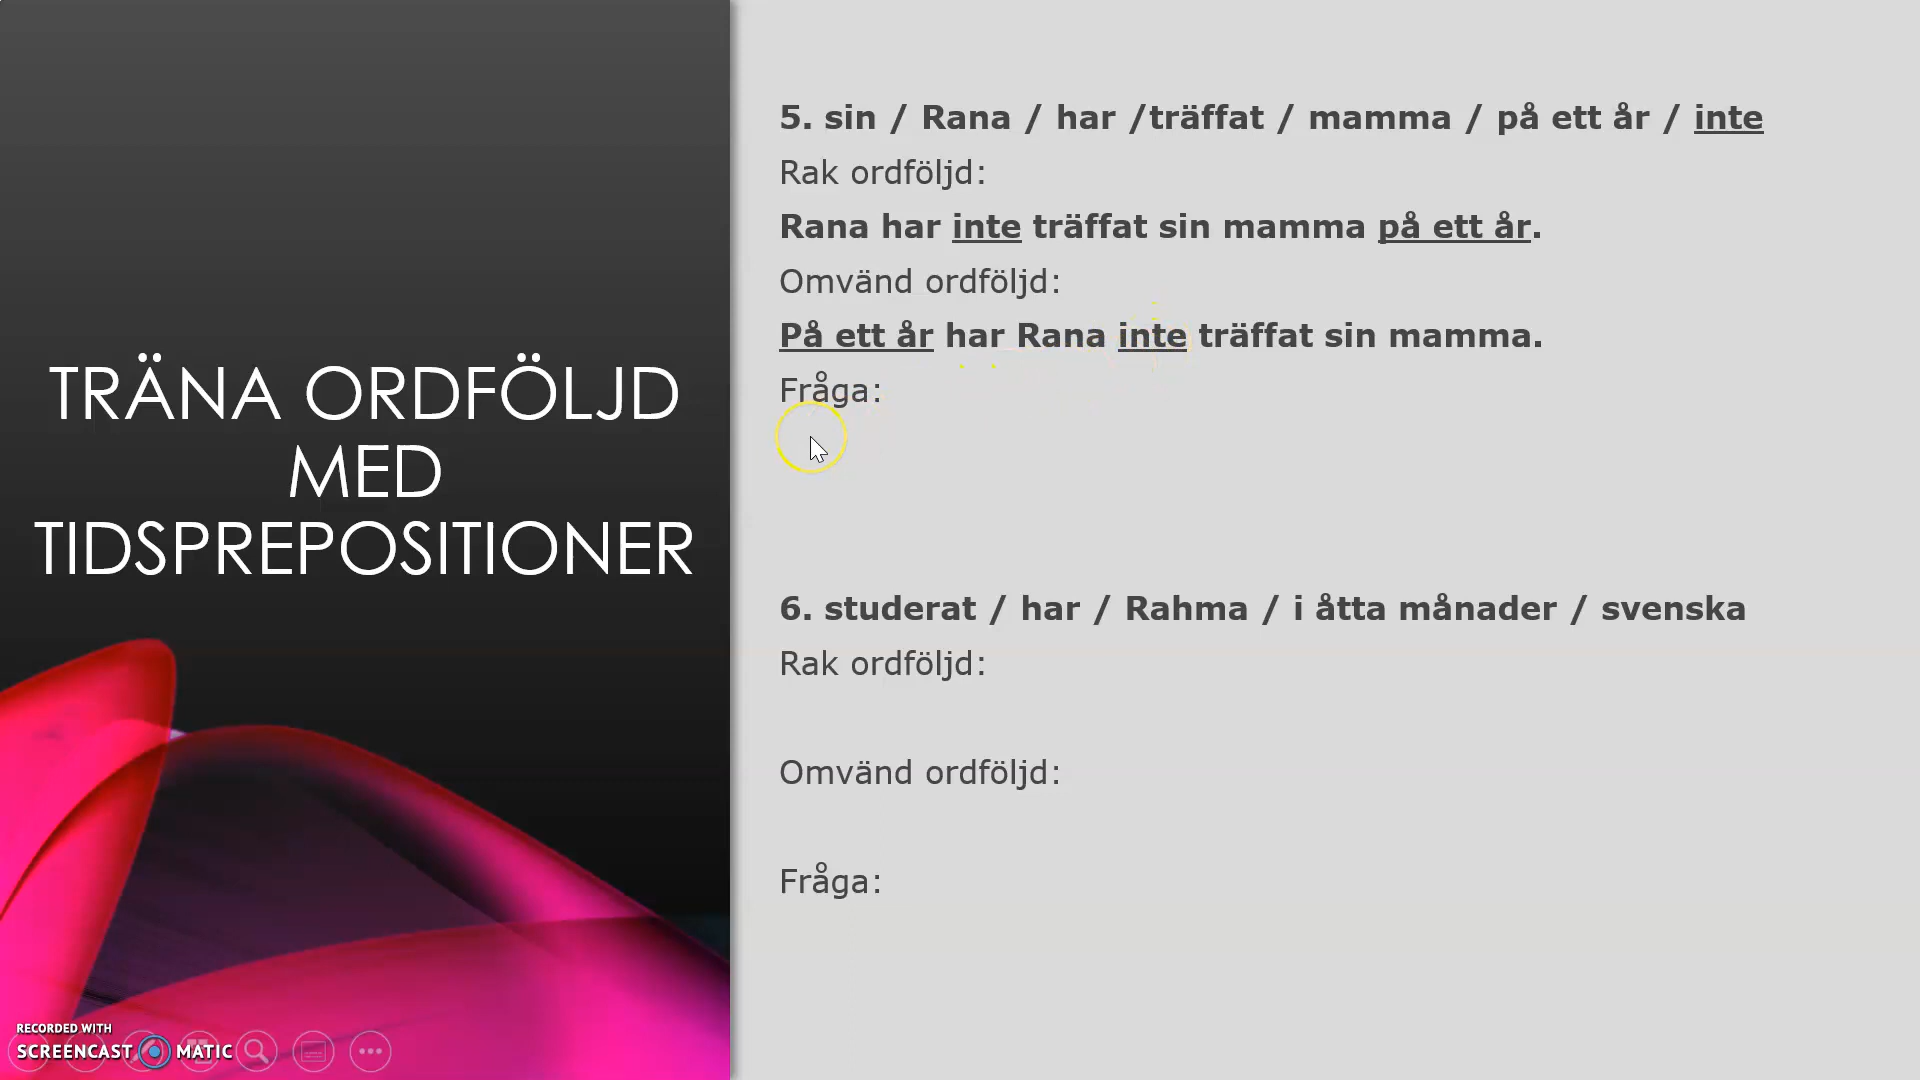 TRÄNA ORDFÖLJD
MED
TIDSPREPOSITIONER
5. sin / Rana / har /träffat / mamma / på ett år / inte
Rak ordföljd:
Rana har inte träffat sin mamma på ett år.
Omvänd ordföljd:
På ett år har Rana inte träffat sin mamma.
Fråga:
6. studerat / har / Rahma / i åtta månader / svenska
Rak ordföljd:
Omvänd ordföljd:
Fråga:
RECORDED WITH
SCREENCAST MATIC